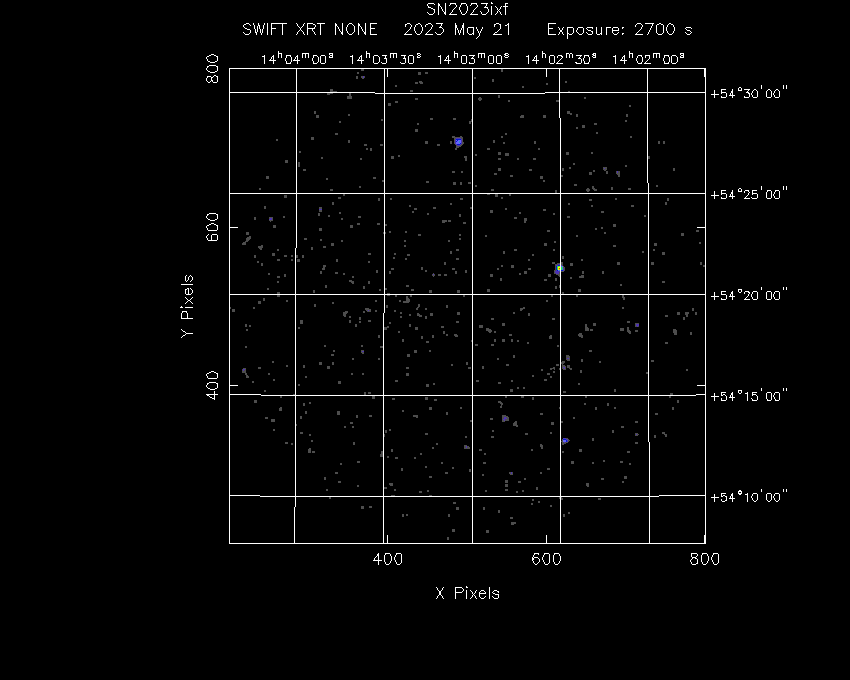 SN2023ixf
SWIFT XRT NONE 2023 May 21 Exposure: 2700 s
14ʰ04ᵐ00ˢ 14ʰ03ᵐ30ˢ 14ʰ03ᵐ00ˢ 14ʰ02ᵐ30ˢ 14ʰ02ᵐ00ˢ
800
+54°30'00"
+54°25'00"
600
Y Pixels
+54°20'00"
400
+54°15'00"
+54°10'00"
400 600 800
X Pixels